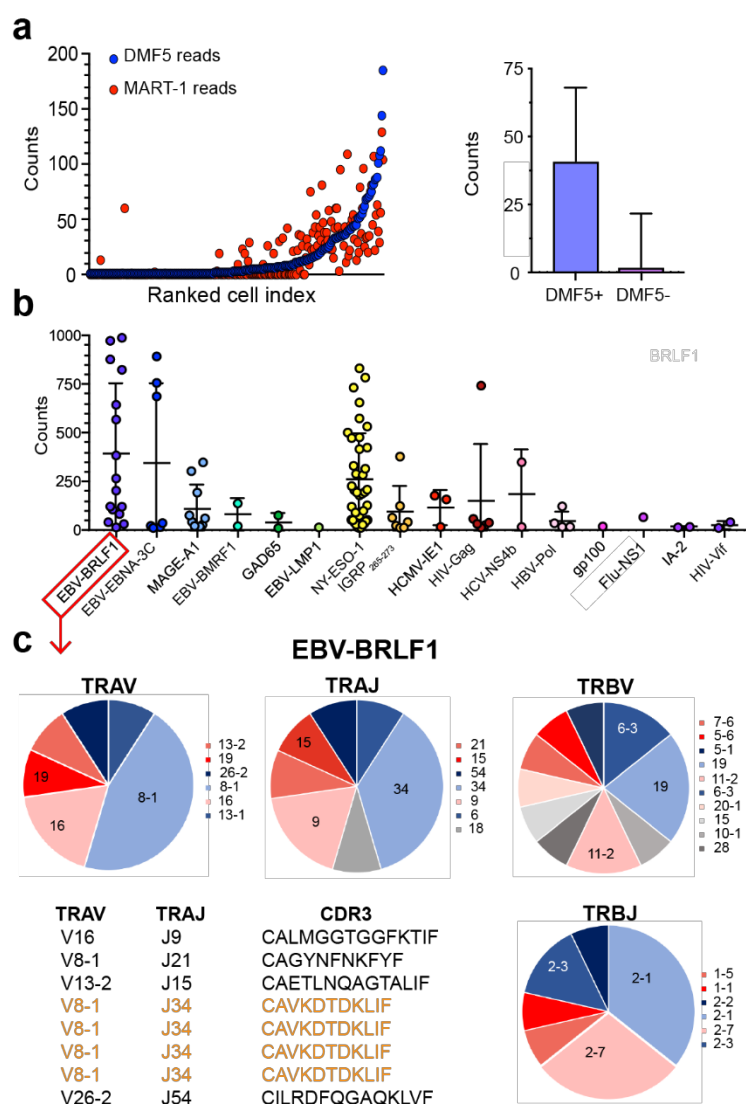 a
DMF5 reads
MART-1 reads
200
150
100
50
0
Counts
Ranked cell index
75
50
25
0
Counts
DMF5+ DMF5-
b
1000
750
500
250
0
Counts
BRLF1
EBV-BRLF1
EBV-EBNA-3C
MAGE-A1
EBV-BMRF1
GAD65
EBV-LMP1
NY-ESO-1
IGRP 265-273
HCMV-IE1
HIV-Gag
HCV-NS4b
HBV-Pol
gp100
Flu-NS1
IA-2
HIV-Vif
c
EBV-BRLF1
TRAV
8-1
16
19
13-2
19
26-2
8-1
16
13-1
TRAJ
34
9
15
21
15
54
34
9
6
18
TRBV
6-3
19
11-2
7-6
5-6
5-1
19
11-2
6-3
20-1
15
10-1
28
TRAV TRAJ CDR3
V16 J9 CALMGGTGGFKTIF
V8-1 J21 CAGYNFNKFYF
V13-2 J15 CAETLNQAGTALIF
V8-1 J34 CAVKDTDKLIF
V8-1 J34 CAVKDTDKLIF
V8-1 J34 CAVKDTDKLIF
V8-1 J34 CAVKDTDKLIF
V26-2 J54 CILRDFQGAQKLVF
TRBJ
2-3
2-1
2-7
1-5
1-1
2-2
2-1
2-7
2-3